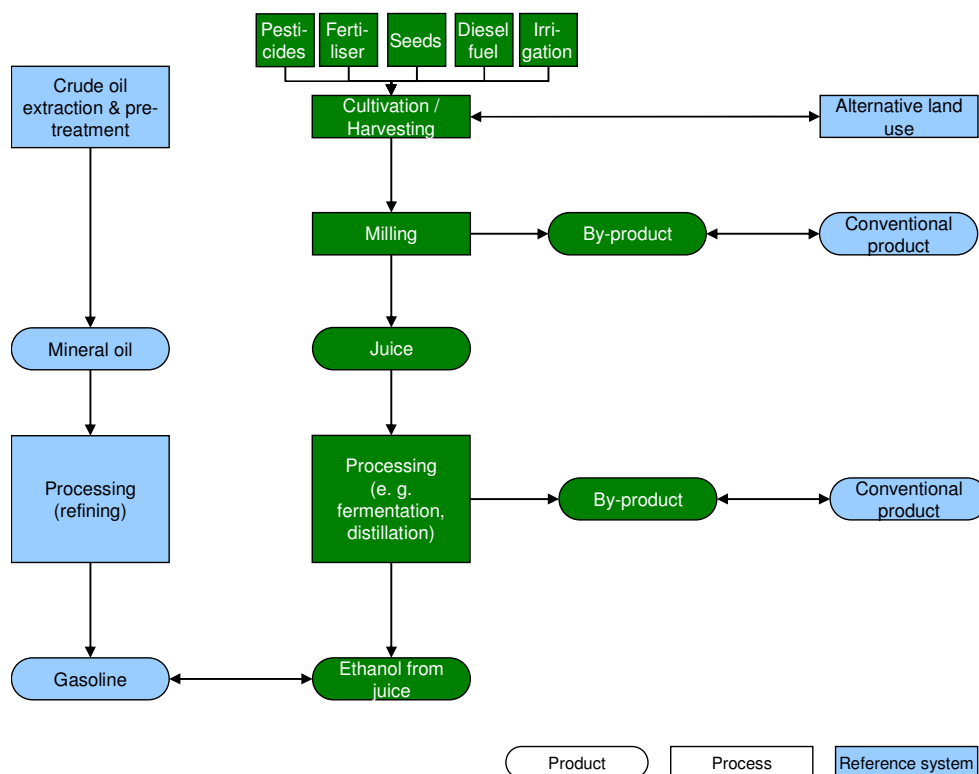 Pesti-
cides
Ferti-
liser
Seeds
Diesel
fuel
Irri-
gation
Crude oil
extraction & pre-
treatment
Cultivation /
Harvesting
Alternative land
use
Milling
By-product
Conventional
product
Mineral oil
Juice
Processing
(refining)
Processing
(e. g.
fermentation,
distillation)
By-product
Conventional
product
Gasoline
Ethanol from
juice
Product
Process
Reference system